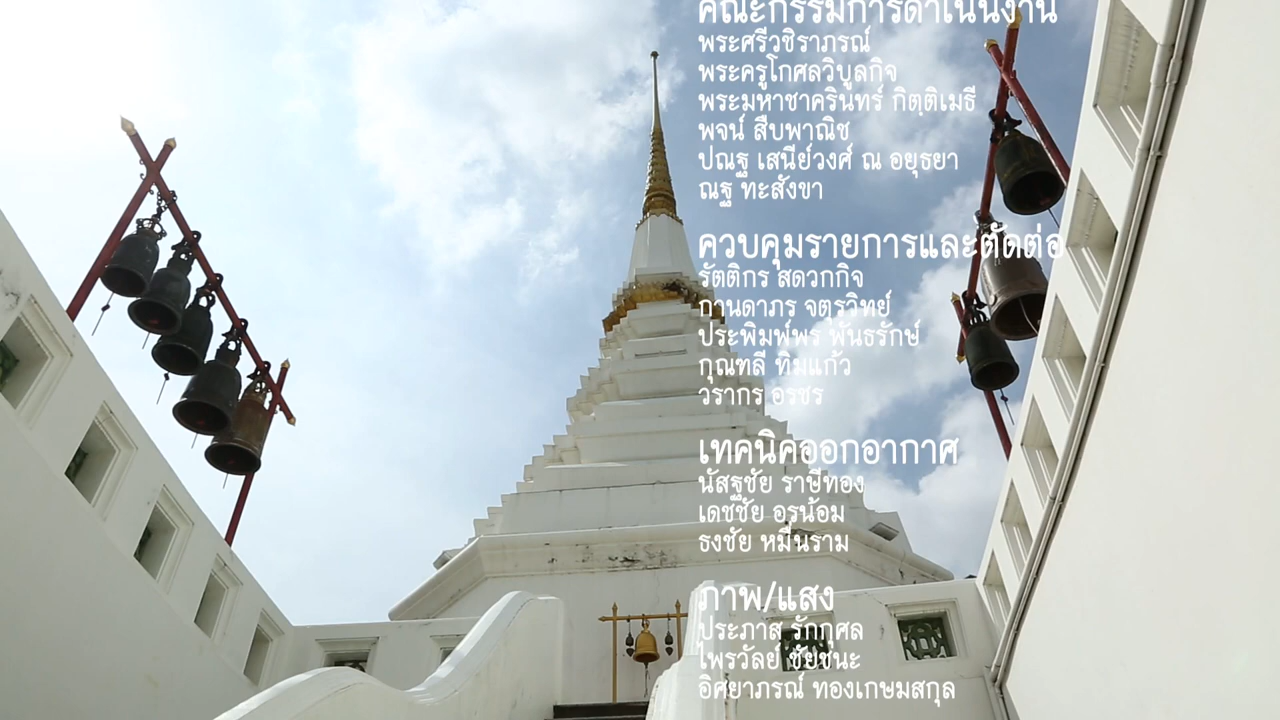 คณะกรรมการดำเนินงาน
พระศรีวชิราภรณ์
พระครูโกศลวิบูลกิจ
พระมหาชาครินทร์ กิตฺติเมธี
พจน์ สืบพาณิช
ปณฐ เสนีย์วงศ์ ณ อยุธยา
ณฐ ทะสังขา
ควบคุมรายการและตัดต่อ
รัตติกร สดวกกิจ
กานดาภร จตุรวิทย์
ประพิมพ์พร พันธรักษ์
กุณฑลี ทิมแก้ว
วรากร อรชร
เทคนิคออกอากาศ
นัสฐชัย ราษีทอง
เดชชัย อรน้อม
ธงชัย หมื่นราม
ภาพ/แสง
ประภาส รักกุศล
ไพรวัลย์ ชัยชนะ
อิศยาภรณ์ ทองเกษมสกุล